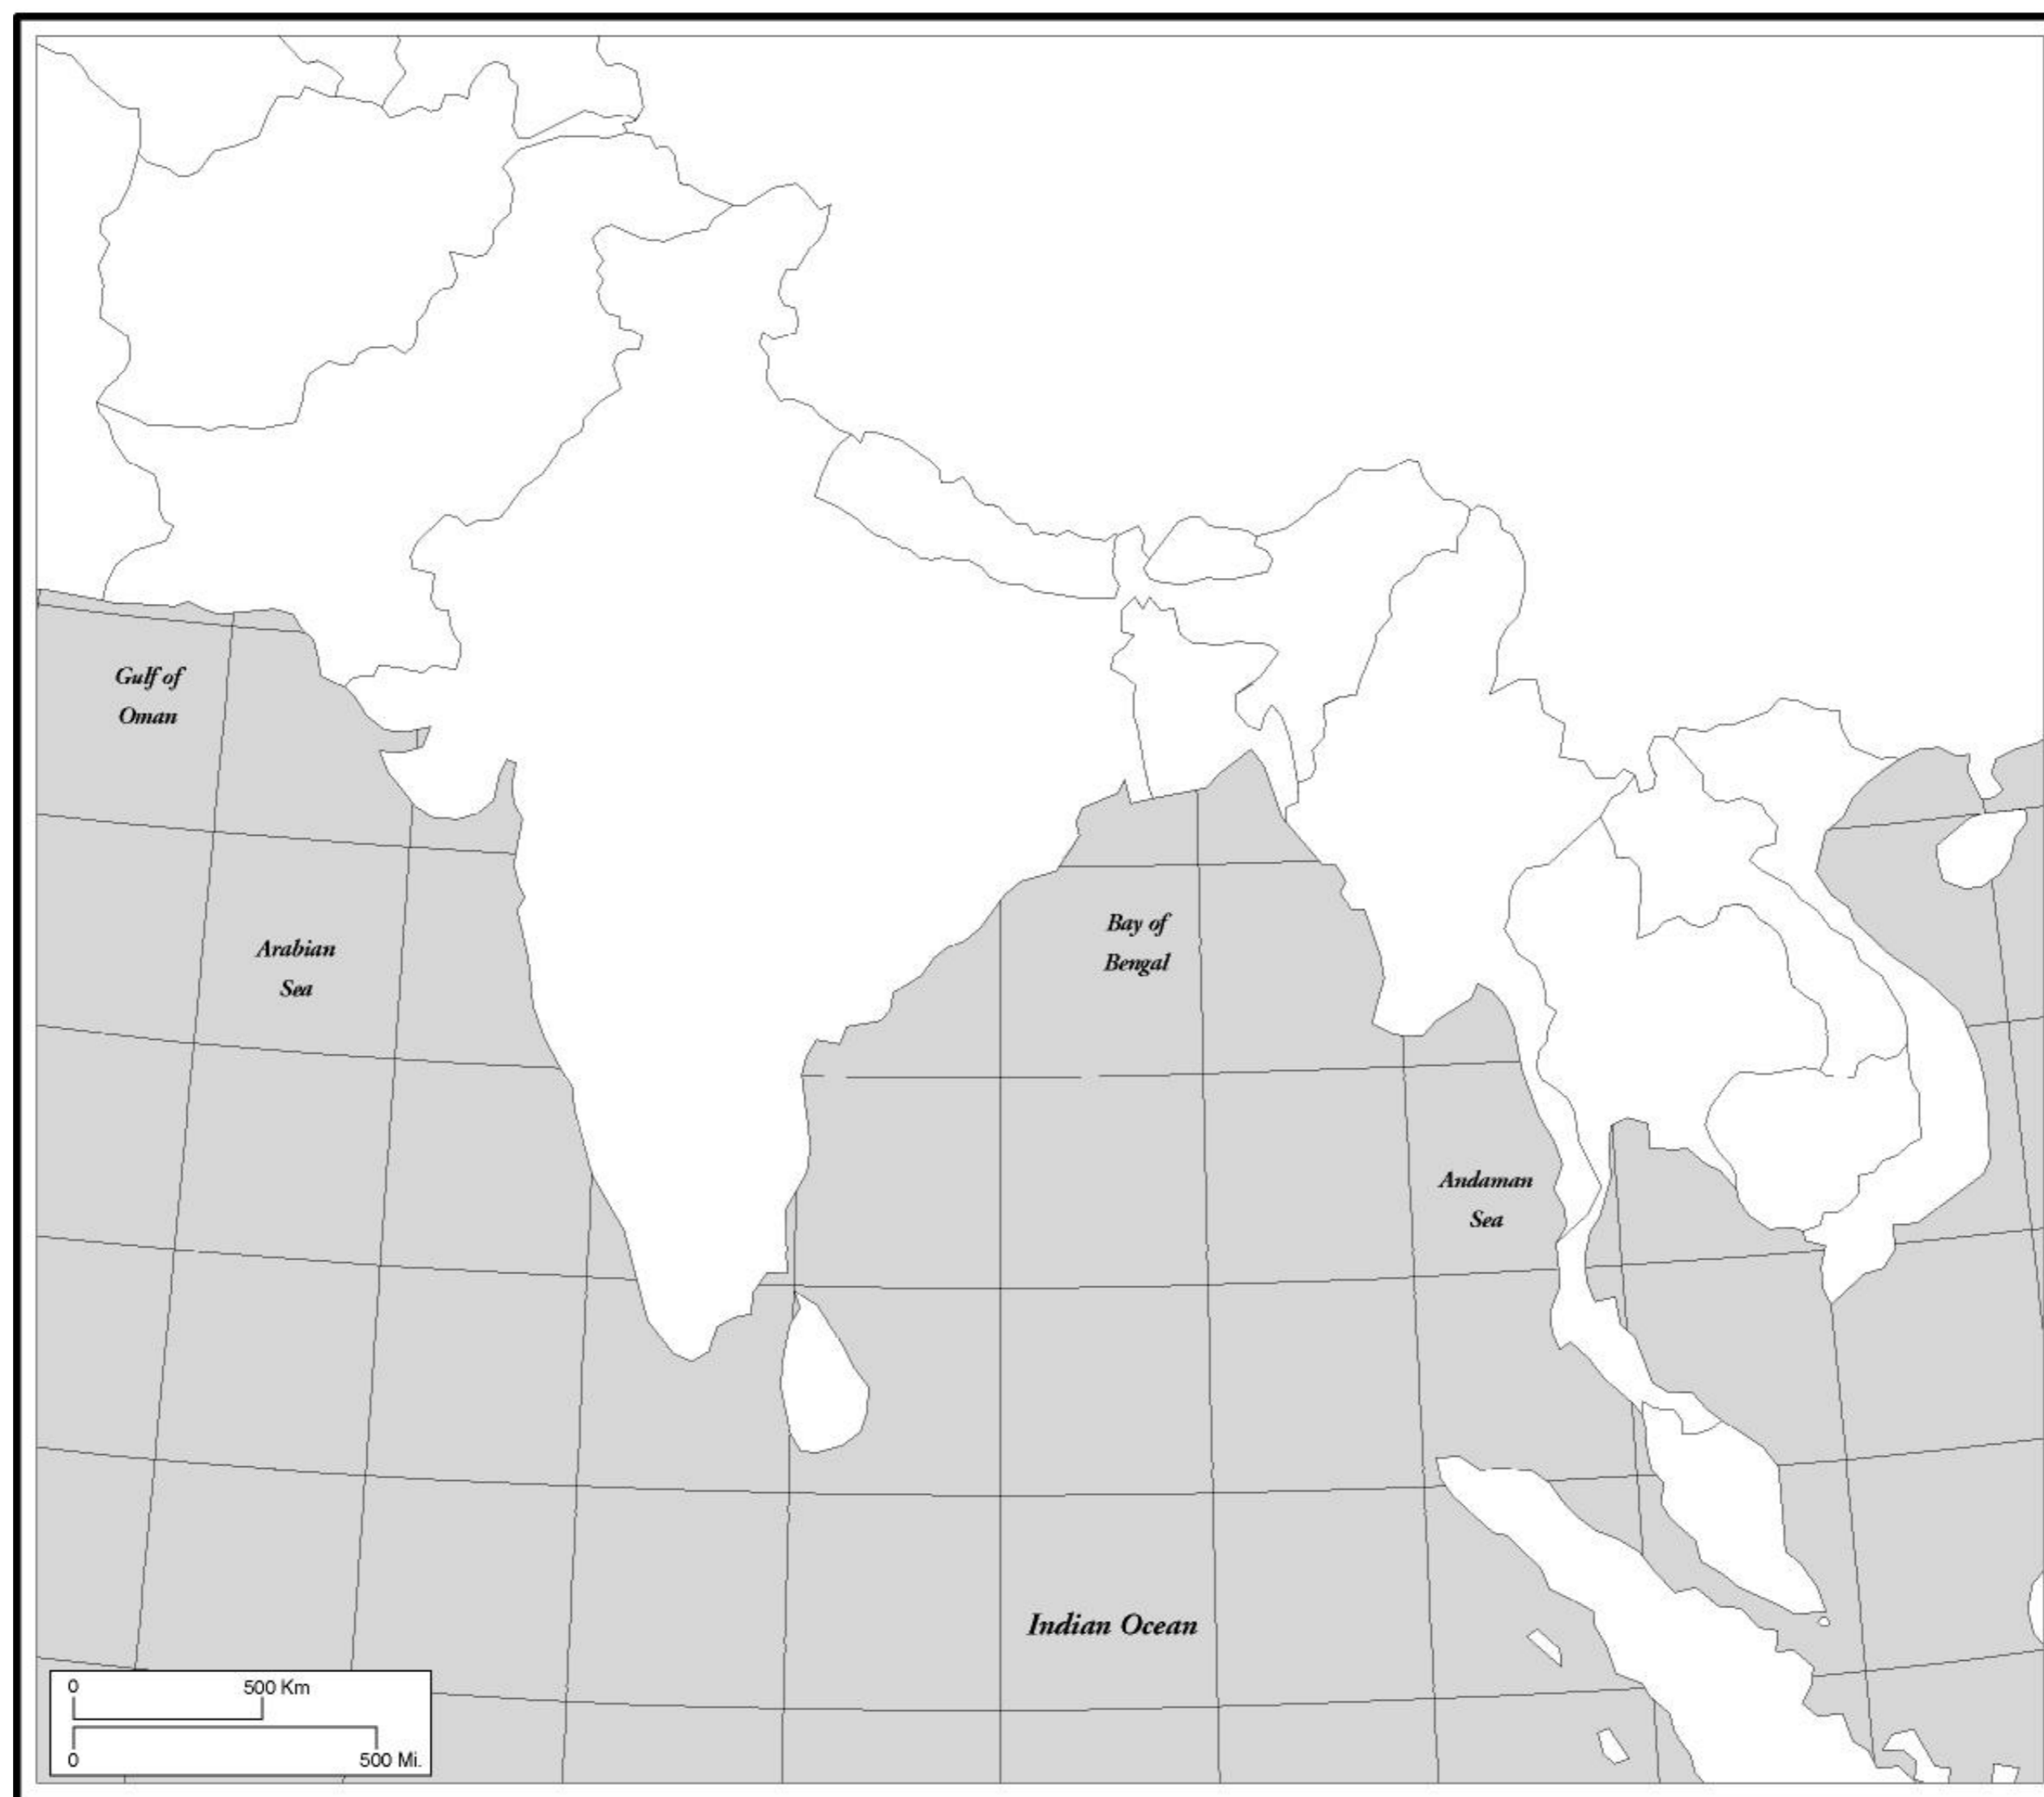 Gulf of
Oman
Arabian
Sea
Bay of
Bengal
Andaman
Sea
Indian Ocean
0 500 Km
0 500 Mi.